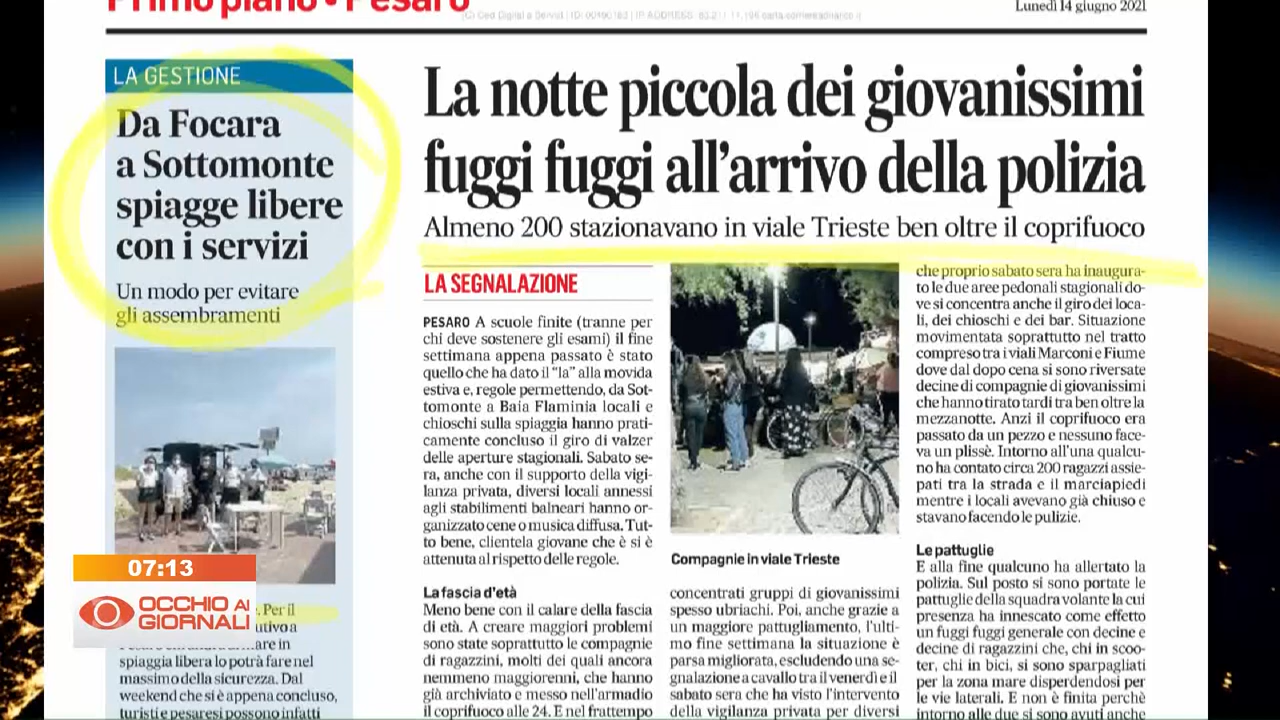 Primo piano • Pesaro
Lunedì 14 giugno 2021
LA GESTIONE
Da Focara
a Sottomonte
spiagge libere
con i servizi
Un modo per evitare
gli assembramenti
07:13
OCCHIO AI
GIORNALI
Per il
spiaggia libera lo potrà fare nel
massimo della sicurezza. Dal
weekend che si è appena concluso,
turisti e pesaresi possono infatti
La notte piccola dei giovanissimi
fuggi fuggi all'arrivo della polizia
Almeno 200 stazionavano in viale Trieste ben oltre il coprifuoco
LA SEGNALAZIONE
PESARO A scuole finite (tranne per
chi deve sostenere gli esami) il fine
settimana appena passato è stato
quello che ha dato il "la" alla movida
estiva e, regole permettendo, da Sot-
tomonte a Baia Flaminia locali e
chioschi sulla spiaggia hanno prati-
camente concluso il giro di valzer
delle aperture stagionali. Sabato se-
ra, anche con il supporto della vigi-
lanza privata, diversi locali annessi
agli stabilimenti balneari hanno or-
ganizzato cene o musica diffusa. Tut-
to bene, clientela giovane che è si è
attenuta al rispetto delle regole.
La fascia d'età
Meno bene con il calare della fascia
di età. A creare maggiori problemi
sono state soprattutto le compagnie
di ragazzini, molti dei quali ancora
nemmeno maggiorenni, che hanno
già archiviato e messo nell'armadio
il coprifuoco alle 24. E nel frattempo
Compagnie in viale Trieste
concentrati gruppi di giovanissimi
spesso ubriachi. Poi, anche grazie a
un maggiore pattugliamento, l'ulti-
mo fine settimana la situazione è
parsa migliorata, escludendo una se-
gnalazione a cavallo tra il venerdì e il
sabato sera che ha visto l'intervento
della vigilanza privata per diversi
che proprio sabato sera ha inaugura-
to le due aree pedonali stagionali do-
ve si concentra anche il giro dei loca-
li, dei chioschi e dei bar. Situazione
movimentata soprattutto nel tratto
compreso tra i viali Marconi e Fiume
dove dal dopo cena si sono riversate
decine di compagnie di giovanissimi
che hanno tirato tardi tra ben oltre la
mezzanotte. Anzi il coprifuoco era
passato da un pezzo e nessuno face-
va un plissè. Intorno all'una qualcu-
no ha contato circa 200 ragazzi assie-
pati tra la strada e il marciapiedi
mentre i locali avevano già chiuso e
stavano facendo le pulizie.
Le pattuglie
E alla fine qualcuno ha allertato la
polizia. Sul posto si sono portate le
pattuglie della squadra volante la cui
presenza ha innescato come effetto
un fuggi fuggi generale con decine e
decine di ragazzini che, chi in scoo-
ter, chi in bici, si sono sparpagliati
per la zona mare disperdendosi per
le vie laterali. E non è finita perchè
intorno alle due si sono avuti anche